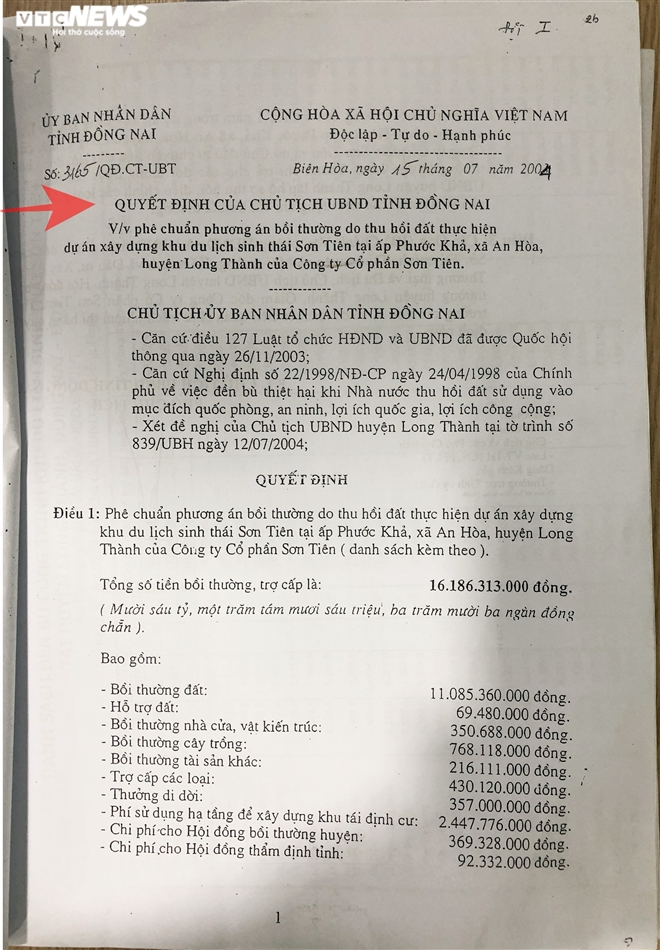 VTC NEWS
Hơi thở cuộc sống
I
26
ỦY BAN NHÂN DÂN
TỈNH ĐỒNG NAI
CỘNG HÒA XÃ HỘI CHỦ NGHĨA VIỆT NAM
Độc lập - Tự do - Hạnh phúc
Số: 3165/QĐ.CT-UBT
Biên Hòa, ngày 15 tháng 07 năm 2004
QUYẾT ĐỊNH CỦA CHỦ TỊCH UBND TỈNH ĐỒNG NAI
V/v phê chuẩn phương án bồi thường do thu hồi đất thực hiện
dự án xây dựng khu du lịch sinh thái Sơn Tiên tại ấp Phước Khả, xã An Hòa,
huyện Long Thành của Công ty Cổ phần Sơn Tiên.
CHỦ TỊCH ỦY BAN NHÂN DÂN TỈNH ĐỒNG NAI
- Căn cứ điều 127 Luật tổ chức HĐND và UBND đã được Quốc hội
thông qua ngày 26/11/2003;
- Căn cứ Nghị định số 22/1998/NĐ-CP ngày 24/04/1998 của Chính
phủ về việc đền bù thiệt hại khi Nhà nước thu hồi đất sử dụng vào
mục đích quốc phòng, an ninh, lợi ích quốc gia, lợi ích công cộng;
- Xét đề nghị của Chủ tịch UBND huyện Long Thành tại tờ trình số
839/UBH ngày 12/07/2004;
QUYẾT ĐỊNH
Điều 1: Phê chuẩn phương án bồi thường do thu hồi đất thực hiện dự án xây dựng
khu du lịch sinh thái Sơn Tiên tại ấp Phước Khả, xã An Hòa, huyện Long
Thành của Công ty Cổ phần Sơn Tiên ( danh sách kèm theo ).
Tổng số tiền bồi thường, trợ cấp là: 16.186.313.000 đồng.
( Mười sáu tỷ, một trăm tám mươi sáu triệu, ba trăm mười ba ngàn đồng
chẵn ).
Bao gồm:
- Bồi thường đất: 11.085.360.000 đồng.
- Hỗ trợ đất: 69.480.000 đồng.
- Bồi thường nhà cửa, vật kiến trúc: 350.688.000 đồng.
- Bồi thường cây trồng: 768.118.000 đồng.
- Bồi thường tài sản khác: 216.111.000 đồng.
- Trợ cấp các loại: 430.120.000 đồng.
- Thưởng di dời: 357.000.000 đồng.
- Phí sử dụng hạ tầng để xây dựng khu tái định cư: 2.447.776.000 đồng.
- Chi phí cho Hội đồng bồi thường huyện: 369.328.000 đồng.
- Chi phí cho Hội đồng thẩm định tỉnh: 92.332.000 đồng.
1